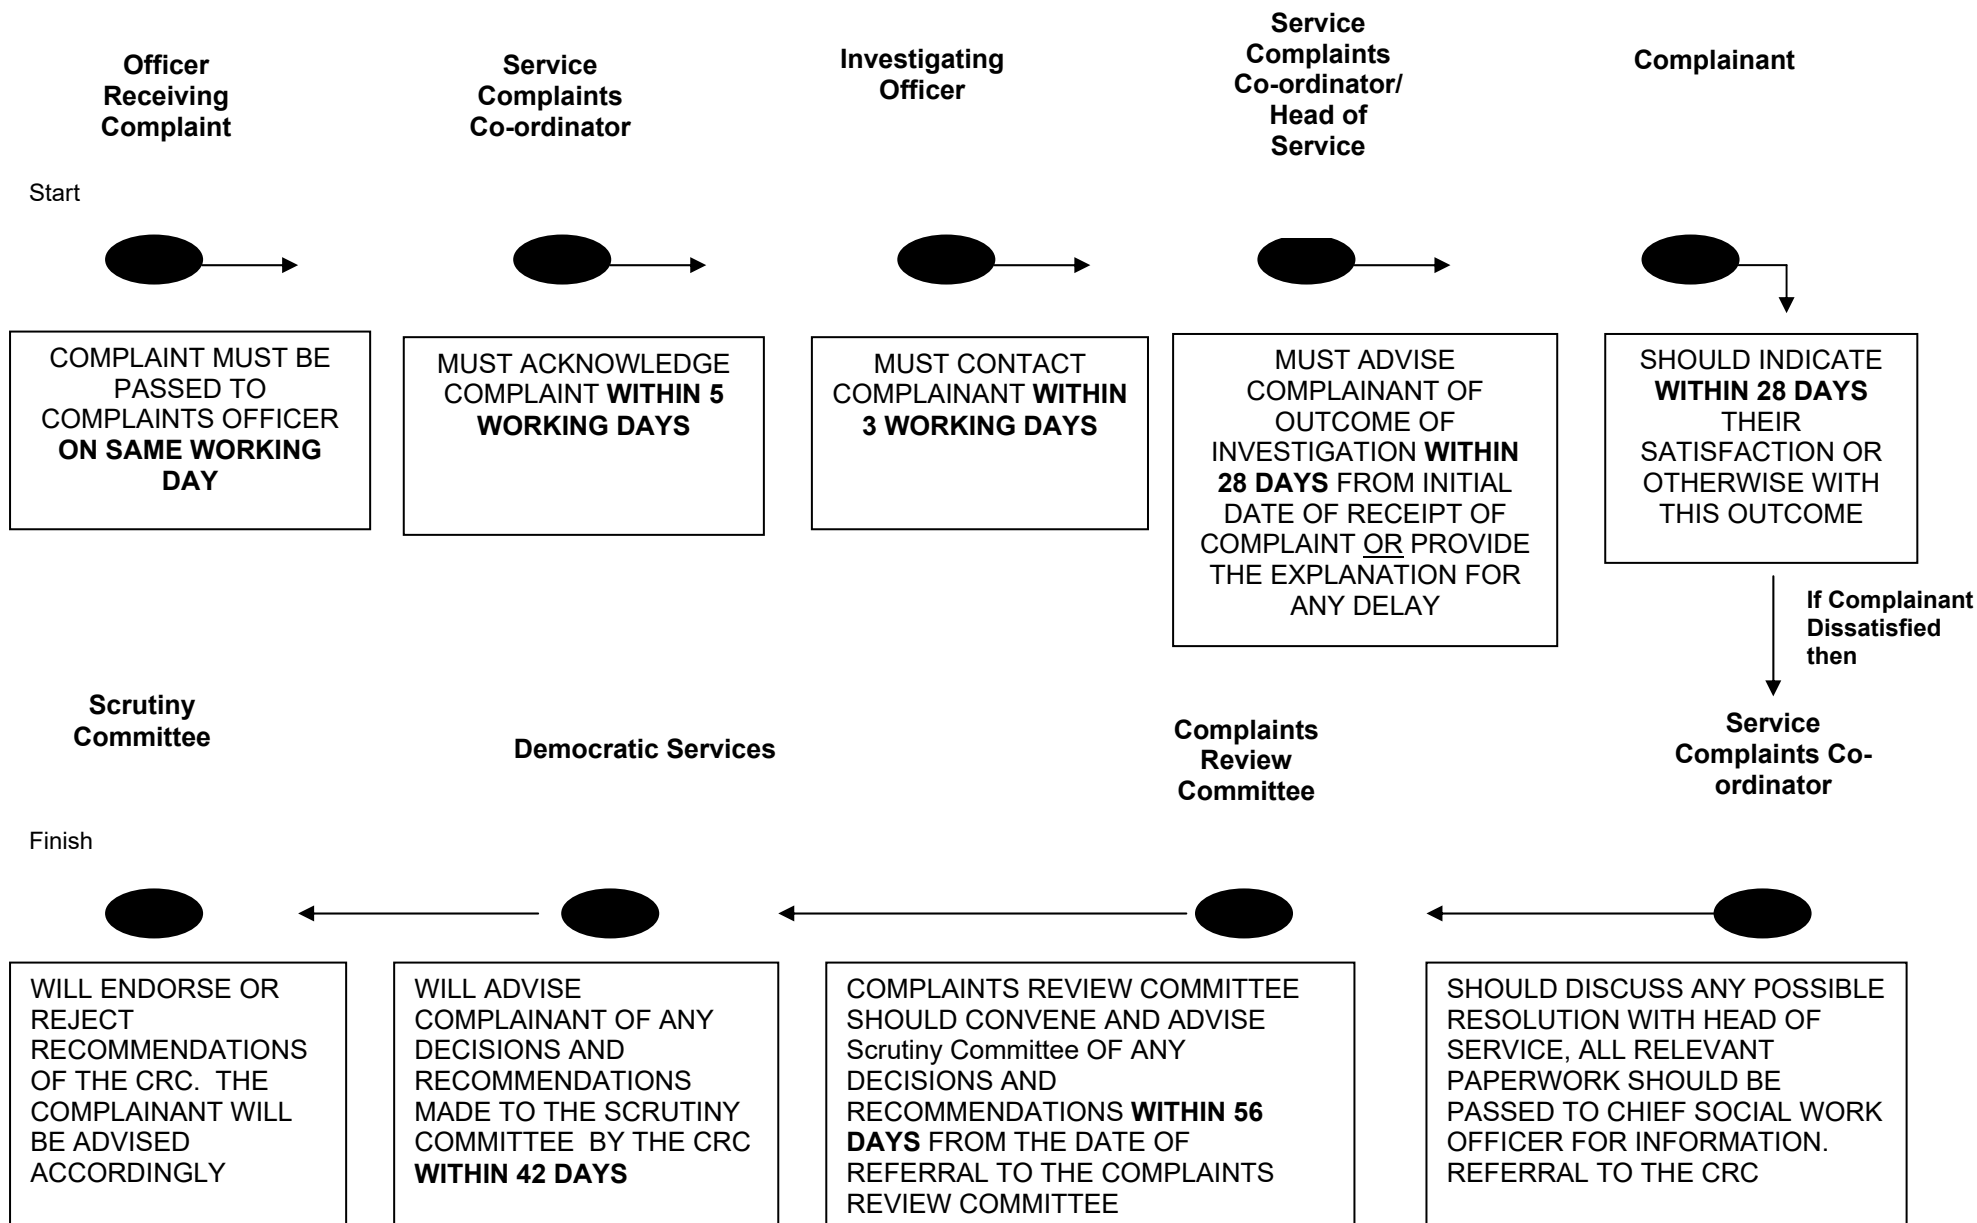 Officer
Receiving
Complaint
Service
Complaints
Co-ordinator
Investigating
Officer
Service
Complaints
Co-ordinator/
Head of
Service
Complainant
Start
COMPLAINT MUST BE
PASSED TO
COMPLAINTS OFFICER
ON SAME WORKING
DAY
MUST ACKNOWLEDGE
COMPLAINT WITHIN 5
WORKING DAYS
MUST CONTACT
COMPLAINANT WITHIN
3 WORKING DAYS
MUST ADVISE
COMPLAINANT OF
OUTCOME OF
INVESTIGATION WITHIN
28 DAYS FROM INITIAL
DATE OF RECEIPT OF
COMPLAINT OR PROVIDE
THE EXPLANATION FOR
ANY DELAY
SHOULD INDICATE
WITHIN 28 DAYS
THEIR
SATISFACTION OR
OTHERWISE WITH
THIS OUTCOME
If Complainant
Dissatisfied
then
Scrutiny
Committee
Democratic Services
Complaints
Review
Committee
Service
Complaints Co-
ordinator
Finish
WILL ENDORSE OR
REJECT
RECOMMENDATIONS
OF THE CRC.  THE
COMPLAINANT WILL
BE ADVISED
ACCORDINGLY
WILL ADVISE
COMPLAINANT OF ANY
DECISIONS AND
RECOMMENDATIONS
MADE TO THE SCRUTINY
COMMITTEE  BY THE CRC
WITHIN 42 DAYS
COMPLAINTS REVIEW COMMITTEE
SHOULD CONVENE AND ADVISE
Scrutiny Committee OF ANY
DECISIONS AND
RECOMMENDATIONS WITHIN 56
DAYS FROM THE DATE OF
REFERRAL TO THE COMPLAINTS
REVIEW COMMITTEE
SHOULD DISCUSS ANY POSSIBLE
RESOLUTION WITH HEAD OF
SERVICE, ALL RELEVANT
PAPERWORK SHOULD BE
PASSED TO CHIEF SOCIAL WORK
OFFICER FOR INFORMATION.
REFERRAL TO THE CRC